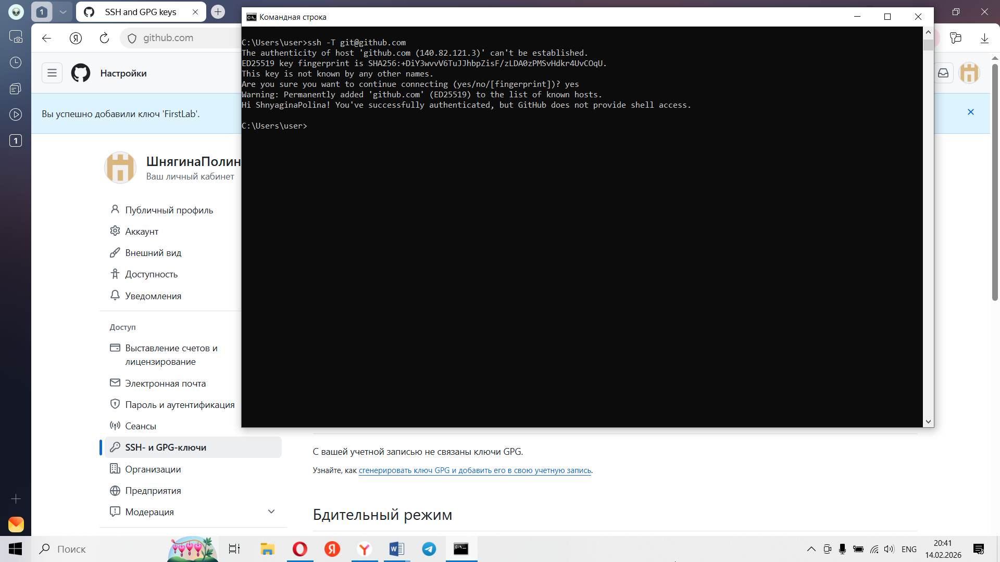 1
SSH and GPG keys
github.com
Командная строка
C:\Users\user>ssh -T git@github.com
The authenticity of host 'github.com (140.82.121.3)' can't be established.
ED25519 key fingerprint is SHA256:+DiY3wvvV6TuJJhbpZisF/zLDA0zPMSvHdkr4UvCOqU.
This key is not known by any other names.
Are you sure you want to continue connecting (yes/no/[fingerprint])? yes
Warning: Permanently added 'github.com' (ED25519) to the list of known hosts.
Hi ShnyaginaPolina! You've successfully authenticated, but GitHub does not provide shell access.
C:\Users\user>
Настройки
Вы успешно добавили ключ 'FirstLab'.
1
ШнягинаПолин
Ваш личный кабинет
Публичный профиль
Аккаунт
Внешний вид
Доступность
Уведомления
Доступ
Выставление счетов и
лицензирование
Электронная почта
Пароль и аутентификация
Сеансы
SSH- и GPG-ключи
Организации
Предприятия
Модерация
С вашей учетной записью не связаны ключи GPG.
Узнайте, как сгенерировать ключ GPG и добавить его в свою учетную запись.
Бдительный режим
Поиск
ENG
20:41
14.02.2026